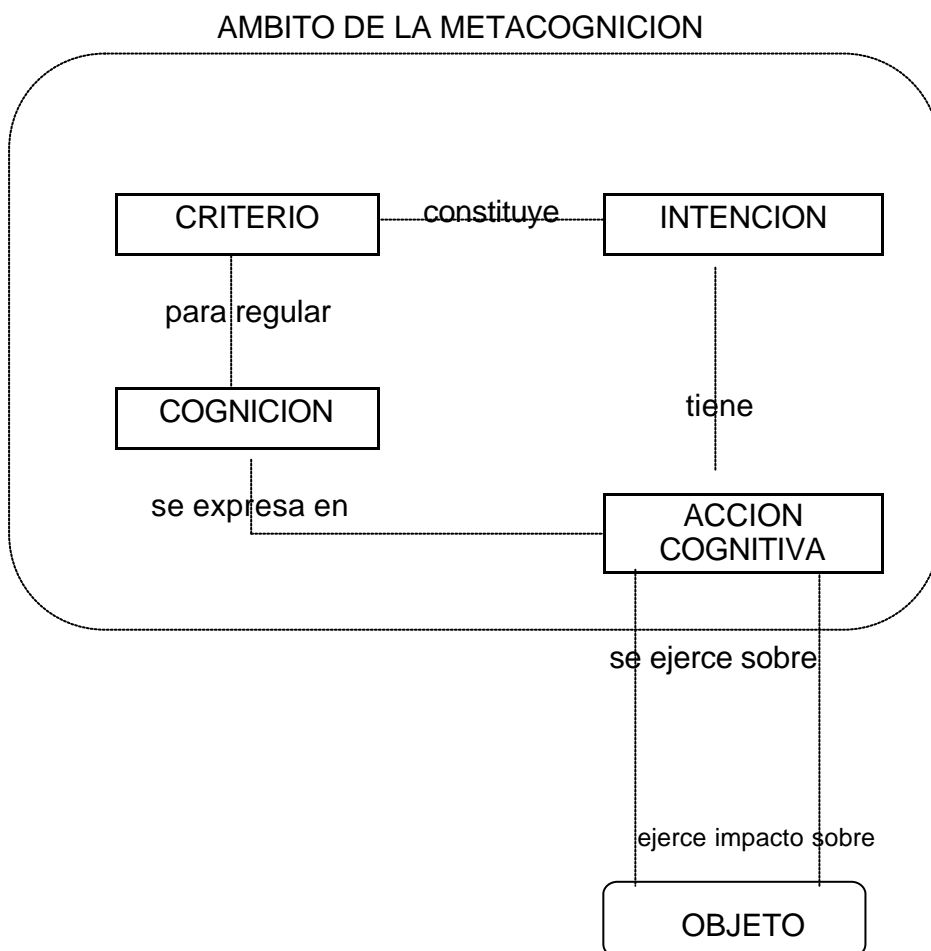 AMBITO DE LA METACOGNICION
CRITERIO
constituye
INTENCION
para regular
COGNICION
tiene
se expresa en
ACCION
COGNITIVA
se ejerce sobre
ejerce impacto sobre
OBJETO